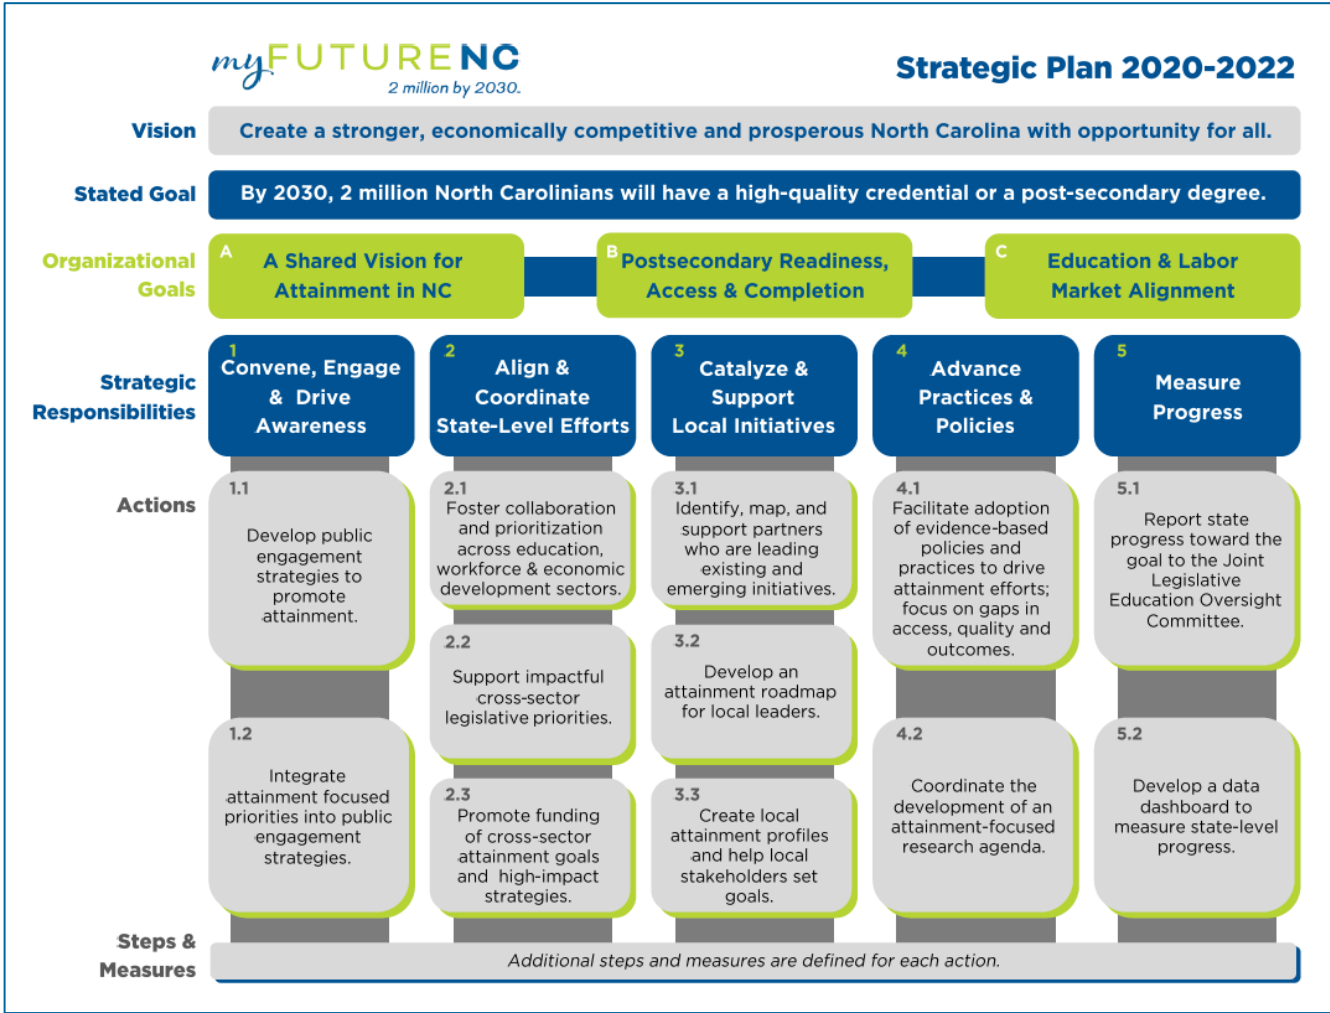 myFUTURENC
2 million by 2030.
Strategic Plan 2020-2022
Vision
Create a stronger, economically competitive and prosperous North Carolina with opportunity for all.
Stated Goal
By 2030, 2 million North Carolinians will have a high-quality credential or a post-secondary degree.
Organizational
Goals
A
A Shared Vision for
Attainment in NC
B
Postsecondary Readiness,
Access & Completion
C
Education & Labor
Market Alignment
Strategic
Responsibilities
1
Convene, Engage
& Drive
Awareness
2
Align &
Coordinate
State-Level Efforts
3
Catalyze &
Support
Local Initiatives
4
Advance
Practices &
Policies
5
Measure
Progress
Actions
1.1
Develop public
engagement
strategies to
promote
attainment.
1.2
Integrate
attainment focused
priorities into public
engagement
strategies.
2.1
Foster collaboration
and prioritization
across education,
workforce & economic
development sectors.
2.2
Support impactful
cross-sector
legislative priorities.
2.3
Promote funding
of cross-sector
attainment goals
and high-impact
strategies.
3.1
Identify, map, and
support partners
who are leading
existing and
emerging initiatives.
3.2
Develop an
attainment roadmap
for local leaders.
3.3
Create local
attainment profiles
and help local
stakeholders set
goals.
4.1
Facilitate adoption
of evidence-based
policies and
practices to drive
attainment efforts;
focus on gaps in
access, quality and
outcomes.
4.2
Coordinate the
development of an
attainment-focused
research agenda.
5.1
Report state
progress toward the
goal to the Joint
Legislative
Education Oversight
Committee.
5.2
Develop a data
dashboard to
measure state-level
progress.
Steps &
Measures
Additional steps and measures are defined for each action.